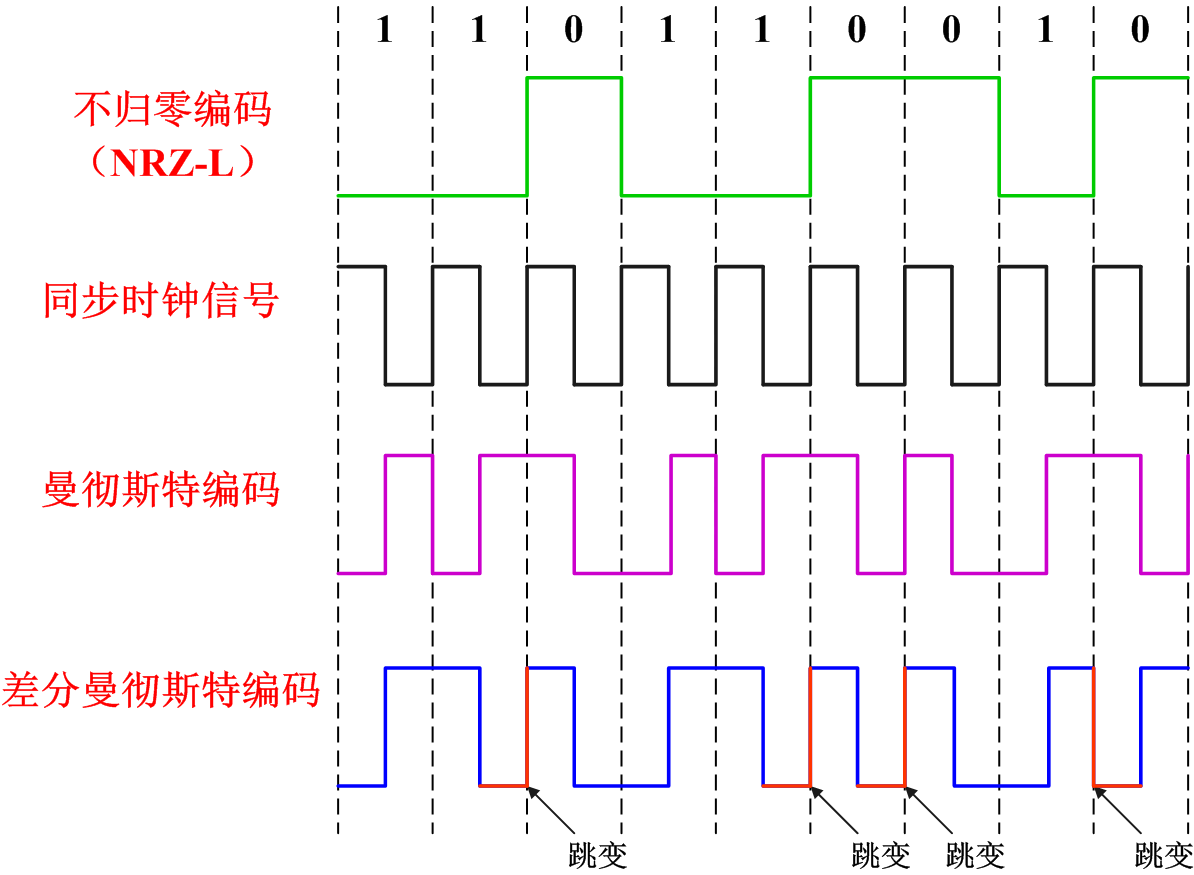 1 1 0 1 1 0 0 1 0
不归零编码
（NRZ-L）
同步时钟信号
曼彻斯特编码
差分曼彻斯特编码
跳变 跳变 跳变 跳变